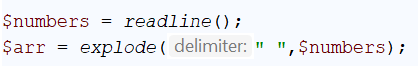 $numbers = readline();
$arr = explode(delimiter: " ",$numbers);